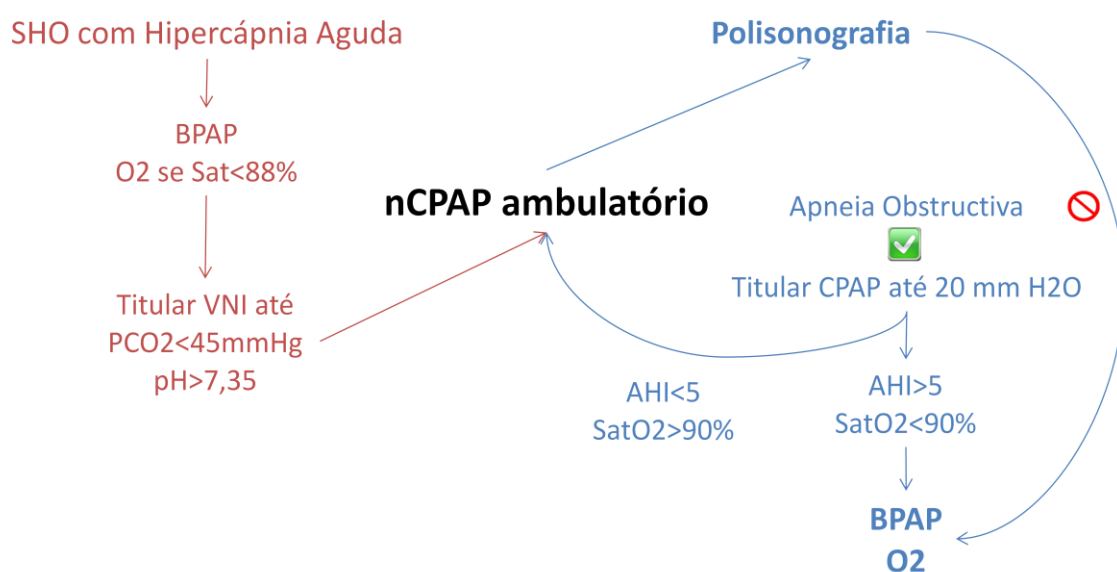 SHO com Hipercápnia Aguda
BPAP
O2 se Sat<88%
Titular VNI até
PCO2<45mmHg
pH>7,35
nCPAP ambulatório
Polisonografia
Apneia Obstructiva
Titular CPAP até 20 mm H2O
AHI<5
SatO2>90%
AHI>5
SatO2<90%
BPAP
O2